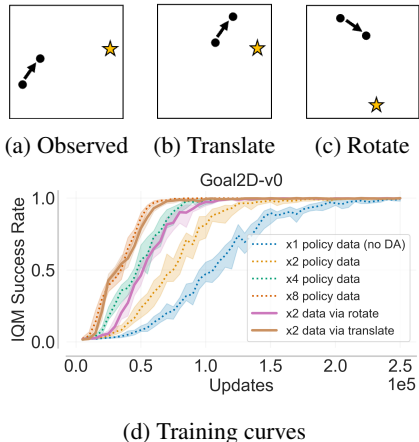 (a) Observed (b) Translate (c) Rotate
Goal2D-v0
IQM Success Rate
1.0
0.5
0.0
x1 policy data (no DA)
x2 policy data
x4 policy data
x8 policy data
x2 data via rotate
x2 data via translate
0.0 0.5 1.0 1.5 2.0 2.5
Updates 1e5
(d) Training curves